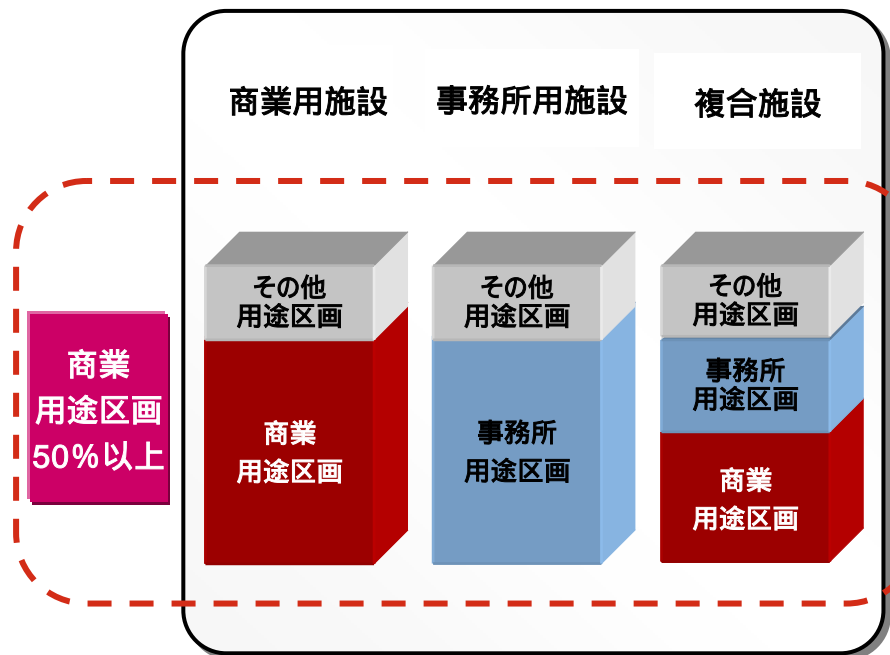 商業用施設
事務所用施設
複合施設
商業
用途区画
50%以上
その他
用途区画
商業
用途区画
その他
用途区画
事務所
用途区画
その他
用途区画
事務所
用途区画
商業
用途区画